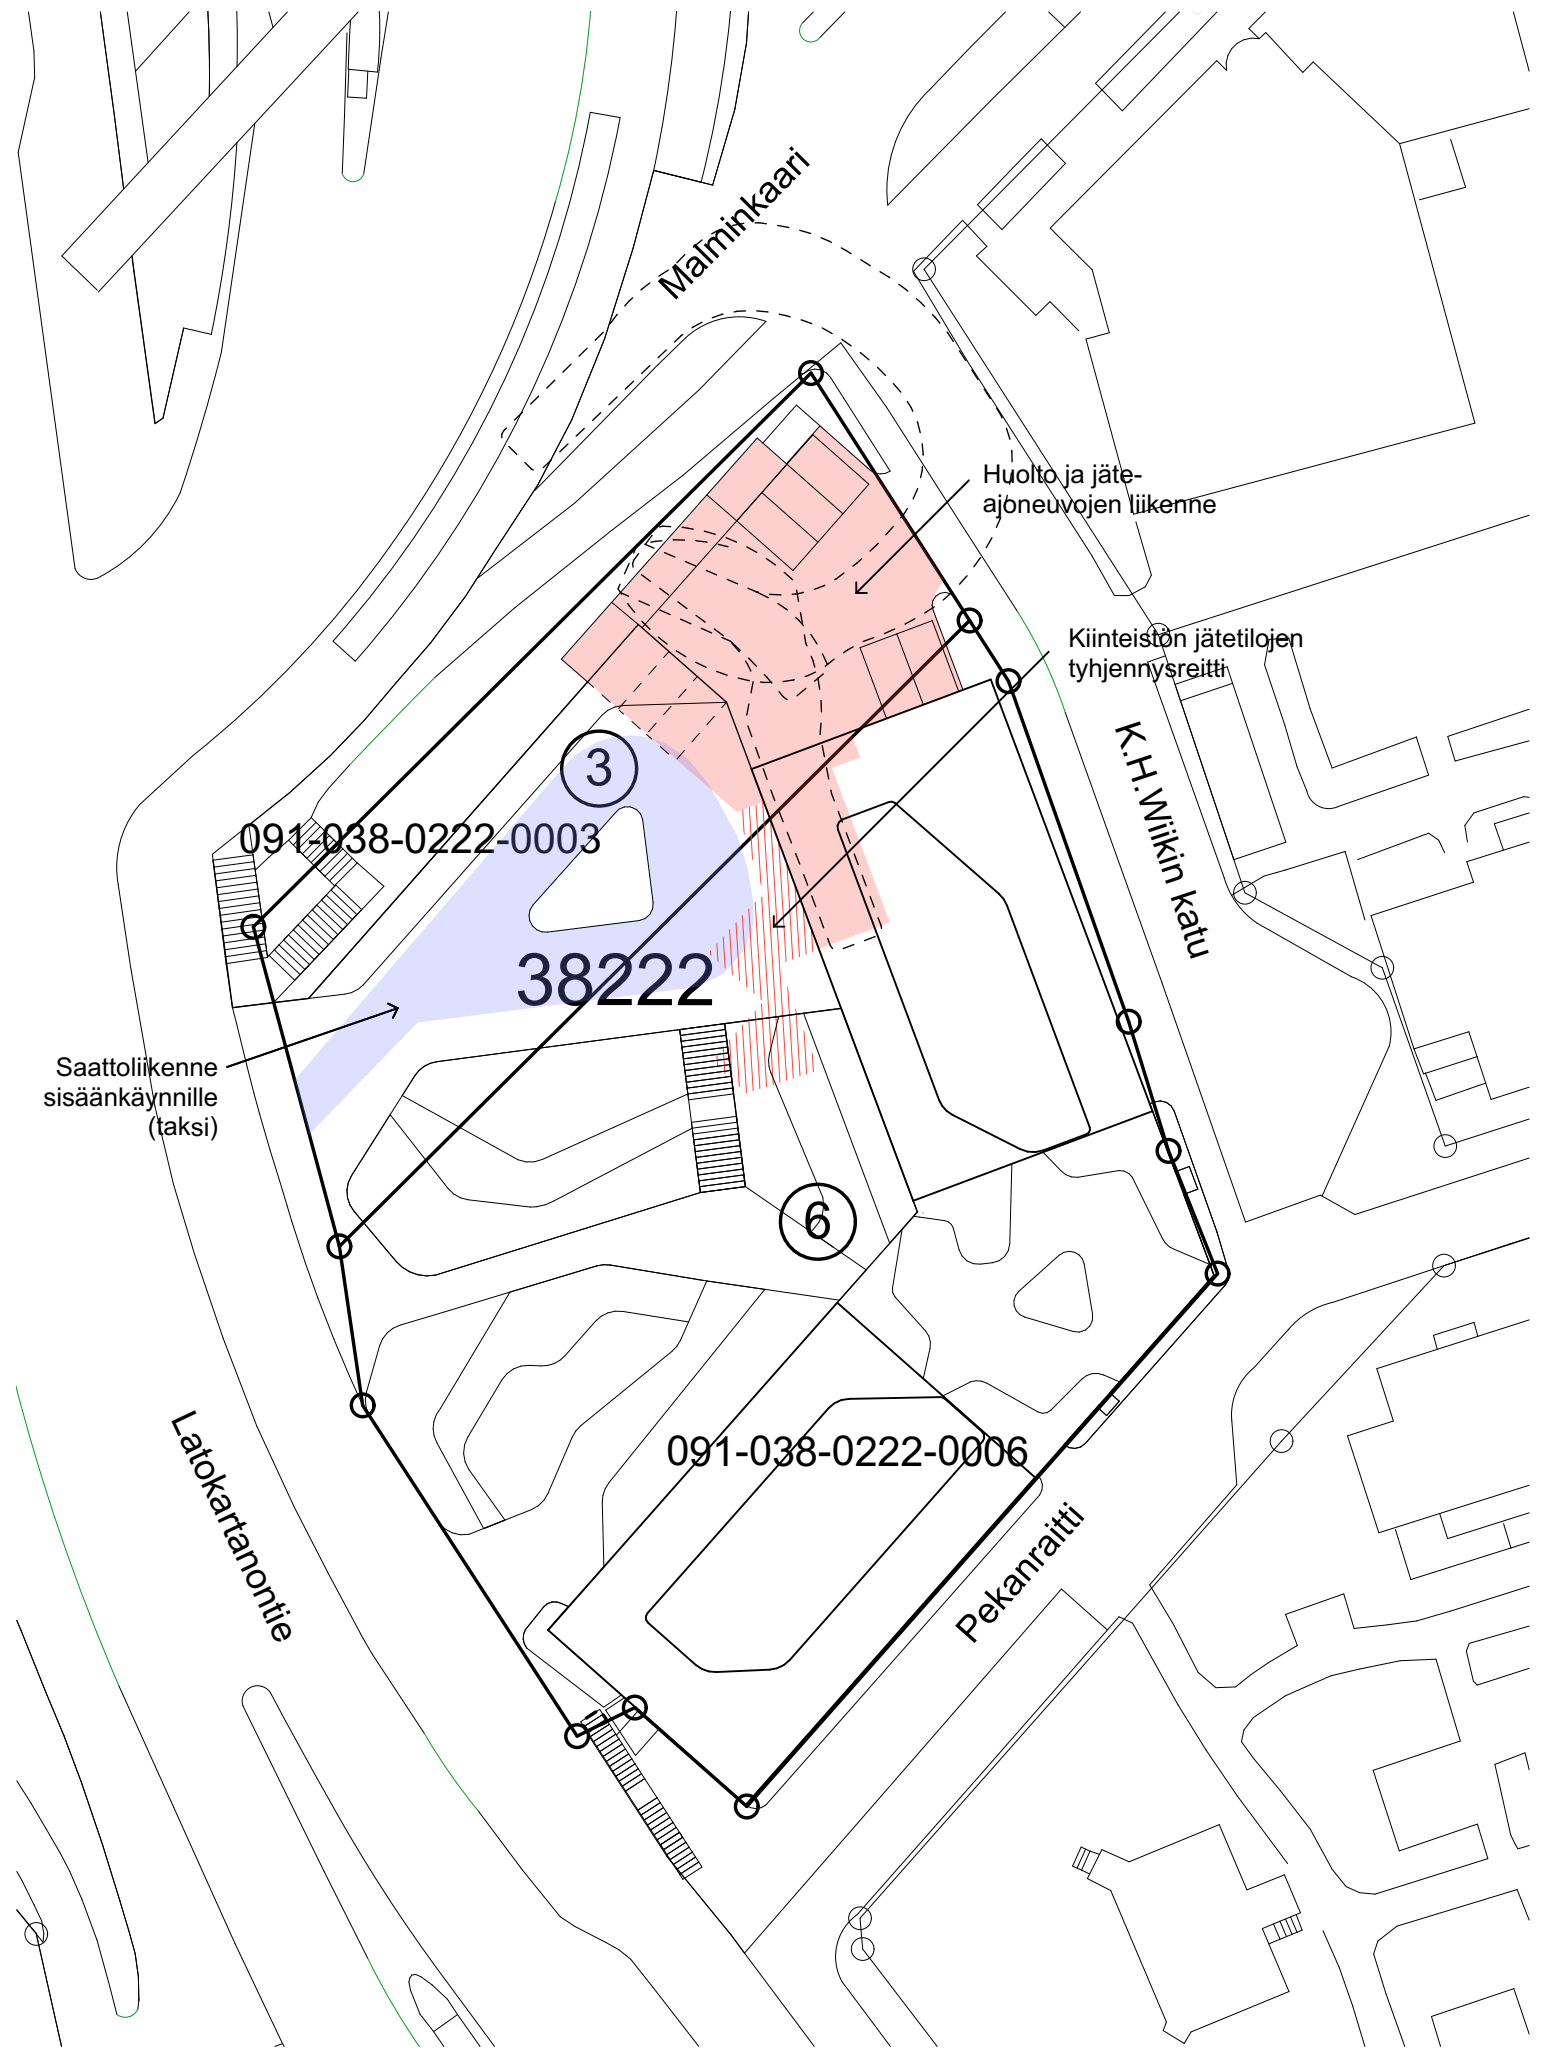 Malminkaari
Huolto ja jäte-
ajoneuvojen liikenne
Kiinteistön jätetilojen
tyhjennysreitti
3
091-038-0222-0003
K.H.Wiikin katu
38222
Saattoliikenne
sisäänkäynnille
(taksi)
6
091-038-0222-0006
Latokartanontie
Pekanraitti